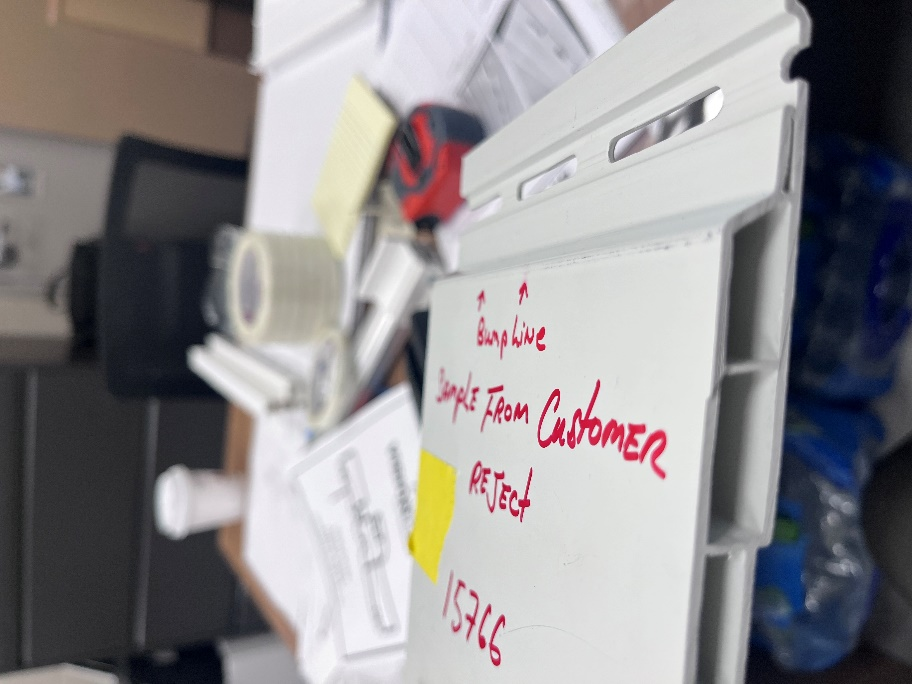 ↑ ↑
Bump Line
SAMPLE FROM CustomER
REJECt
15766